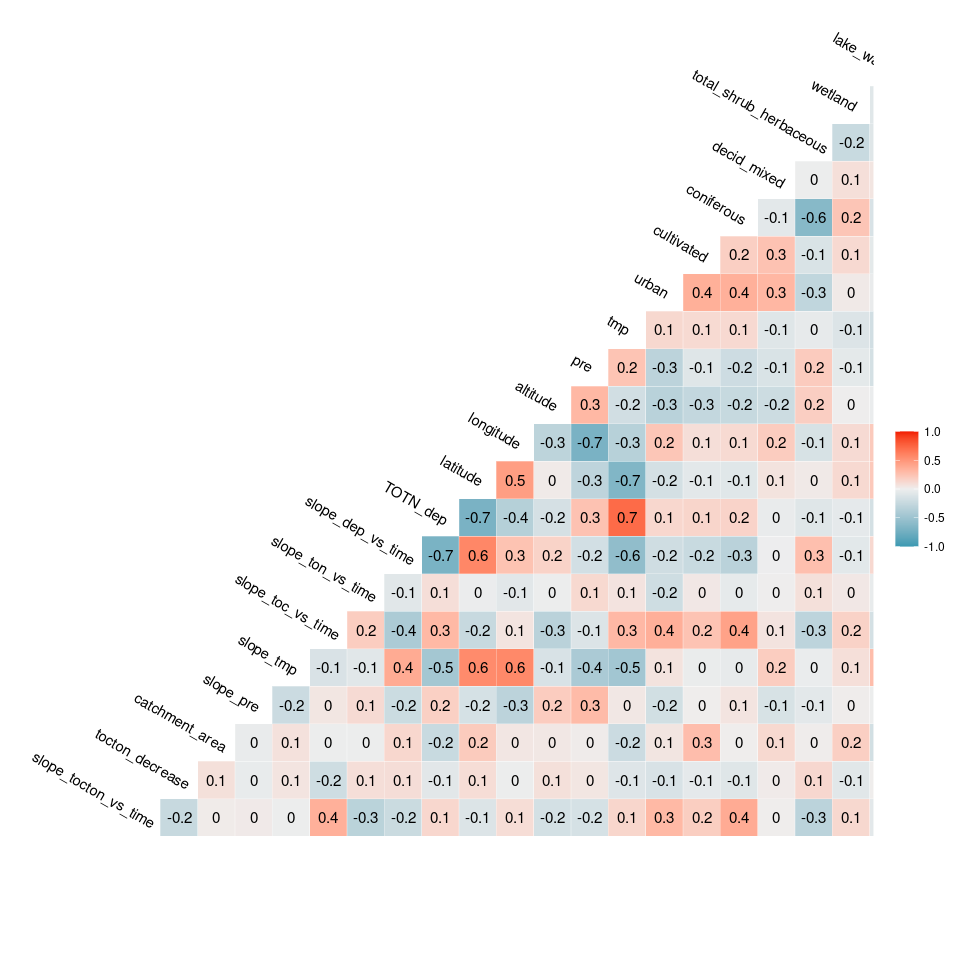 lake_wa
wetland
total_shrub_herbaceous -0.2
decid_mixed 0 0.1
coniferous -0.1 -0.6 0.2
cultivated 0.2 0.3 -0.1 0.1
urban 0.4 0.4 0.3 -0.3 0
tmp 0.1 0.1 0.1 -0.1 0 -0.1
pre 0.2 -0.3 -0.1 -0.2 -0.1 0.2 -0.1
altitude 0.3 -0.2 -0.3 -0.3 -0.2 -0.2 0.2 0
longitude -0.3 -0.7 -0.3 0.2 0.1 0.1 0.2 -0.1 0.1
latitude 0.5 0 -0.3 -0.7 -0.2 -0.1 -0.1 0.1 0 0.1
TOTN_dep -0.7 -0.4 -0.2 0.3 0.7 0.1 0.1 0.2 0 -0.1 -0.1
slope_dep_vs_time -0.7 0.6 0.3 0.2 -0.2 -0.6 -0.2 -0.2 -0.3 0 0.3 -0.1
slope_ton_vs_time -0.1 0.1 0 -0.1 0 0.1 0.1 -0.2 0 0 0 0.1 0
slope_toc_vs_time 0.2 -0.4 0.3 -0.2 0.1 -0.3 -0.1 0.3 0.4 0.2 0.4 0.1 -0.3 0.2
slope_tmp -0.1 -0.1 0.4 -0.5 0.6 0.6 -0.1 -0.4 -0.5 0.1 0 0 0.2 0 0.1
slope_pre -0.2 0 0.1 -0.2 0.2 -0.2 -0.3 0.2 0.3 0 -0.2 0 0.1 -0.1 -0.1 0
catchment_area 0 0.1 0 0 0.1 -0.2 0.2 0 0 0 -0.2 0.1 0.3 0 0.1 0 0.2
tocton_decrease 0.1 0 0.1 -0.2 0.1 0.1 -0.1 0.1 0 0.1 0 -0.1 -0.1 -0.1 -0.1 0 0.1 -0.1
slope_tocton_vs_time -0.2 0 0 0 0.4 -0.3 -0.2 0.1 -0.1 0.1 -0.2 -0.2 0.1 0.3 0.2 0.4 0 -0.3 0.1
1.0
0.5
0.0
-0.5
-1.0